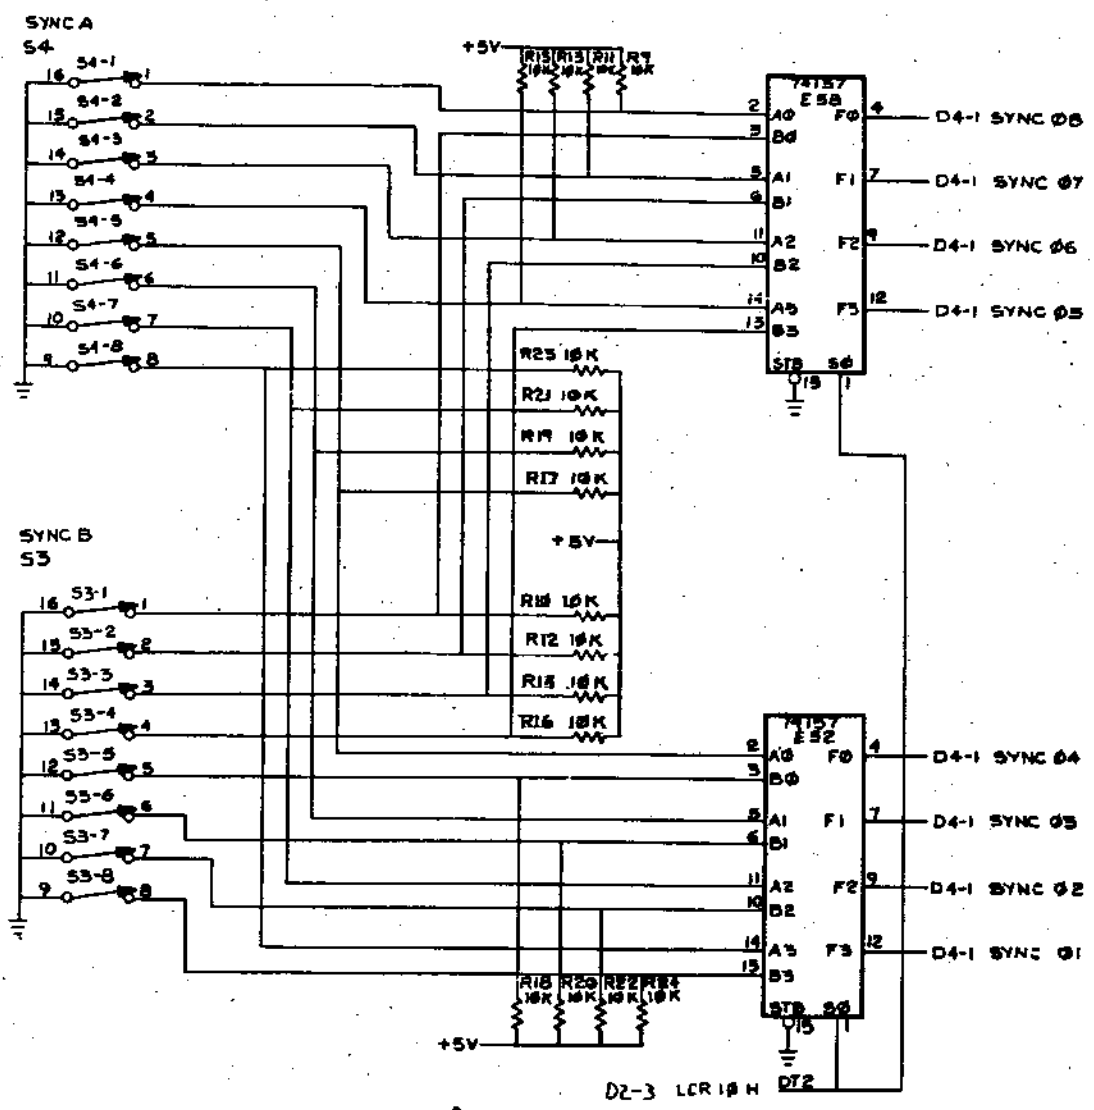 SYNC A
S4
16 S4-1 1
15 S4-2 2
14 S4-3 3
13 S4-4 4
12 S4-5 5
11 S4-6 6
10 S4-7 7
9 S4-8 8
+5V
R15 R13 R11 R9
10K 10K 10K 10K
74157
E58
2 A0 F0 4 D4-1 SYNC 08
3 B0
5 A1 F1 7 D4-1 SYNC 07
6 B1
11 A2 F2 9 D4-1 SYNC 06
10 B2
14 A3 F3 12 D4-1 SYNC 05
13 B3
STB S0
15 1
R23 10K
R21 10K
R19 10K
R17 10K
+5V
R10 10K
R12 10K
R13 10K
R16 10K
SYNC B
S3
16 S3-1 1
15 S3-2 2
14 S3-3 3
13 S3-4 4
12 S3-5 5
11 S3-6 6
10 S3-7 7
9 S3-8 8
74157
E52
2 A0 F0 4 D4-1 SYNC 04
3 B0
5 A1 F1 7 D4-1 SYNC 03
6 B1
11 A2 F2 9 D4-1 SYNC 02
10 B2
14 A3 F3 12 D4-1 SYNC 01
13 B3
STB S0
15 1
R18 R20 R22 R24
10K 10K 10K 10K
+5V
D2-3 LCR 10 H DT2